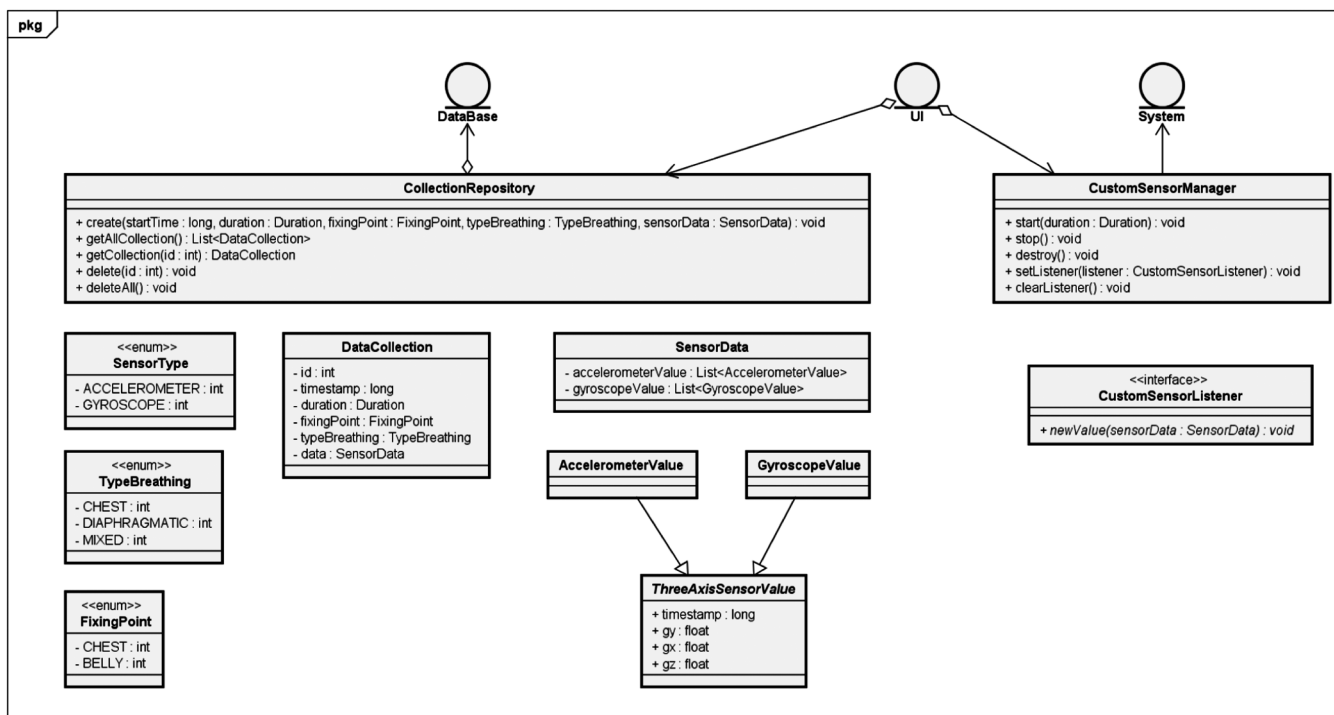 pkg
DataBase
UI
System
CollectionRepository
+ create(startTime : long, duration : Duration, fixingPoint : FixingPoint, typeBreathing : TypeBreathing, sensorData : SensorData) : void
+ getAllCollection() : List<DataCollection>
+ getCollection(id : int) : DataCollection
+ delete(id : int) : void
+ deleteAll() : void
CustomSensorManager
+ start(duration : Duration) : void
+ stop() : void
+ destroy() : void
+ setListener(listener : CustomSensorListener) : void
+ clearListener() : void
<<enum>>
SensorType
- ACCELEROMETER : int
- GYROSCOPE : int
DataCollection
- id : int
- timestamp : long
- duration : Duration
- fixingPoint : FixingPoint
- typeBreathing : TypeBreathing
- data : SensorData
SensorData
- accelerometerValue : List<AccelerometerValue>
- gyroscopeValue : List<GyroscopeValue>
<<interface>>
CustomSensorListener
+ newValue(sensorData : SensorData) : void
<<enum>>
TypeBreathing
- CHEST : int
- DIAPHRAGMATIC : int
- MIXED : int
AccelerometerValue
GyroscopeValue
ThreeAxisSensorValue
+ timestamp : long
+ gy : float
+ gx : float
+ gz : float
<<enum>>
FixingPoint
- CHEST : int
- BELLY : int